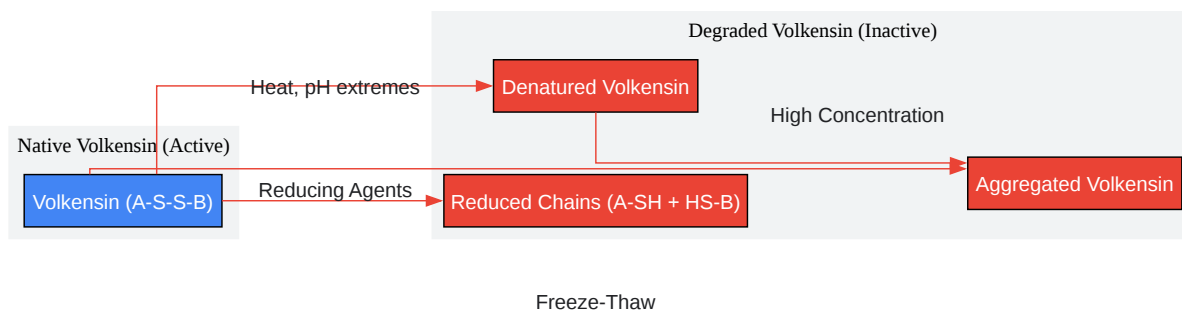 Degraded Volkensin (Inactive)
Heat, pH extremes
Denatured Volkensin
High Concentration
Native Volkensin (Active)
Volkensin (A-S-S-B)
Reducing Agents
Reduced Chains (A-SH + HS-B)
Aggregated Volkensin
Freeze-Thaw